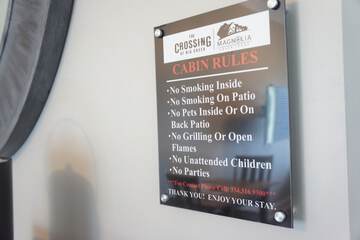 THE
CROSSING
AT BIG CREEK
MAGNOLIA
CABIN RULES
•No Smoking Inside
•No Smoking On Patio
•No Pets Inside Or On
Back Patio
•No Grilling Or Open
Flames
•No Unattended Children
•No Parties
THANK YOU! ENJOY YOUR STAY.